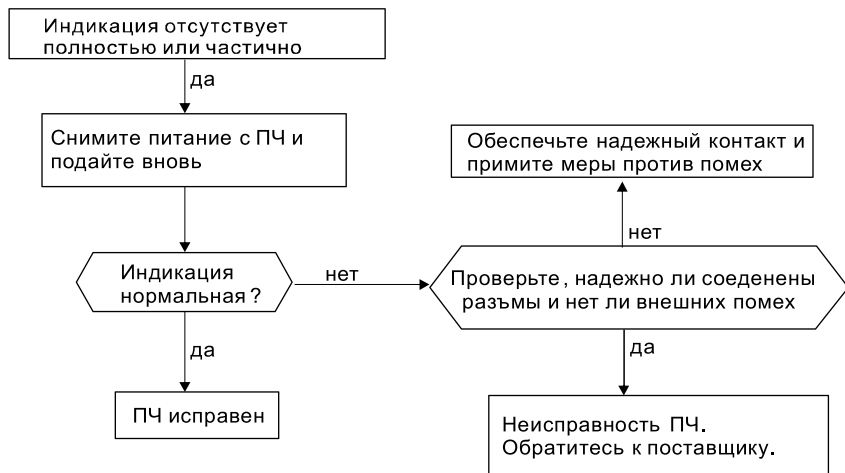 Индикация отсутствует
полностью или частично
да
Снимите питание с ПЧ и
подайте вновь
Обеспечьте надежный контакт и
примите меры против помех
нет
Индикация
нормальная ?
нет
Проверьте , надежно ли соеденены
разъмы и нет ли внешних помех
да
да
ПЧ исправен
Неисправность ПЧ.
Обратитесь к поставщику.